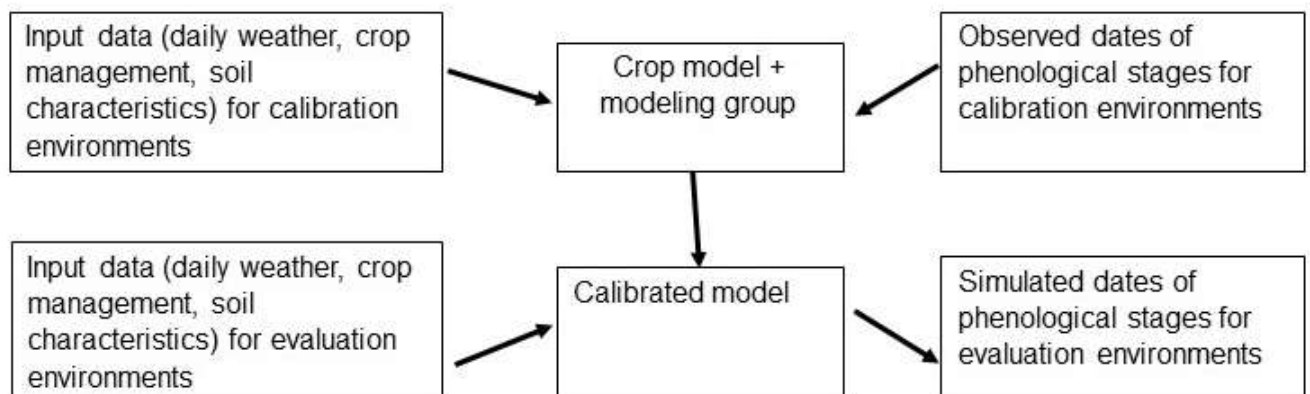 Input data (daily weather, crop
management, soil
characteristics) for calibration
environments
Crop model +
modeling group
Observed dates of
phenological stages for
calibration environments
Input data (daily weather, crop
management, soil
characteristics) for evaluation
environments
Calibrated model
Simulated dates of
phenological stages for
evaluation environments